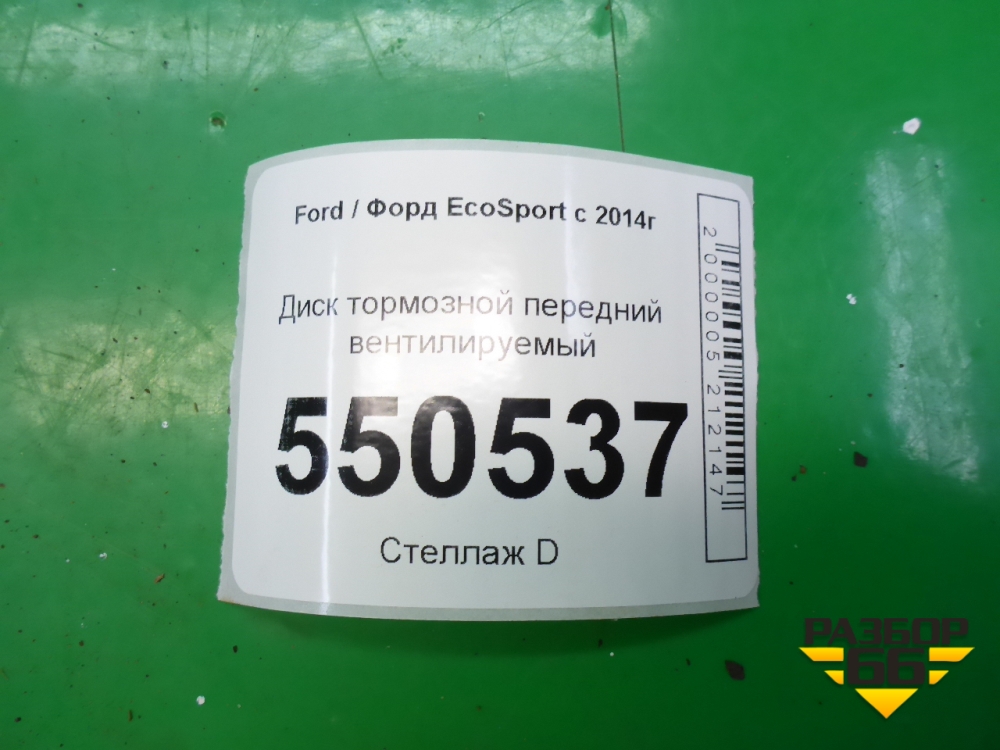 Ford / Форд EcoSport с 2014г
Диск тормозной передний
вентилируемый
550537
Стеллаж D
2000005212147
РАЗБОР
66